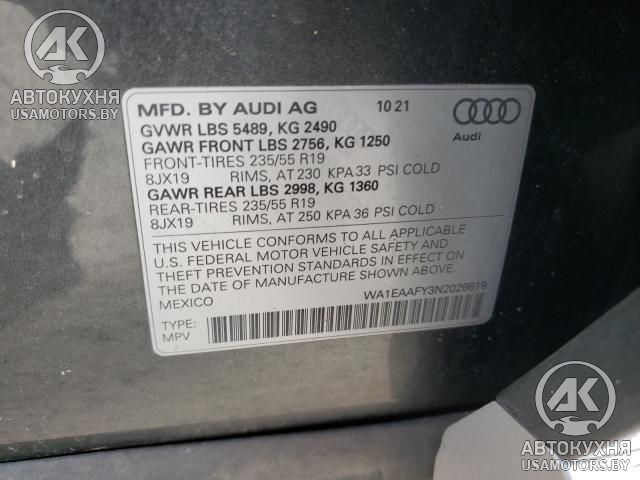 АВТОКУХНЯ
USAMOTORS.BY
MFD. BY AUDI AG 10 21
GVWR LBS 5489, KG 2490
GAWR FRONT LBS 2756, KG 1250
Audi
FRONT-TIRES 235/55 R19
8JX19 RIMS, AT 230 KPA 33 PSI COLD
GAWR REAR LBS 2998, KG 1360
REAR-TIRES 235/55 R19
8JX19 RIMS, AT 250 KPA 36 PSI COLD
THIS VEHICLE CONFORMS TO ALL APPLICABLE
U.S. FEDERAL MOTOR VEHICLE SAFETY AND
THEFT PREVENTION STANDARDS IN EFFECT ON
THE DATE OF MANUFACTURE SHOWN ABOVE.
MEXICO
WA1EAAFY3N2026619
TYPE:
MPV
АК
АВТОКУХНЯ
USAMOTORS.BY